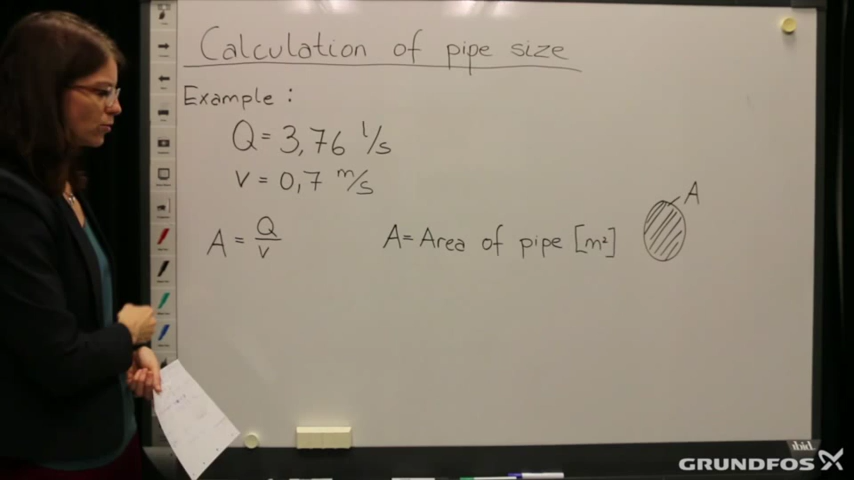 Calculation of pipe size
Example:
Q = 3,76 l/s
v = 0,7 m/s
A = Q/v
A = Area of pipe [m²]
A
GRUNDFOS